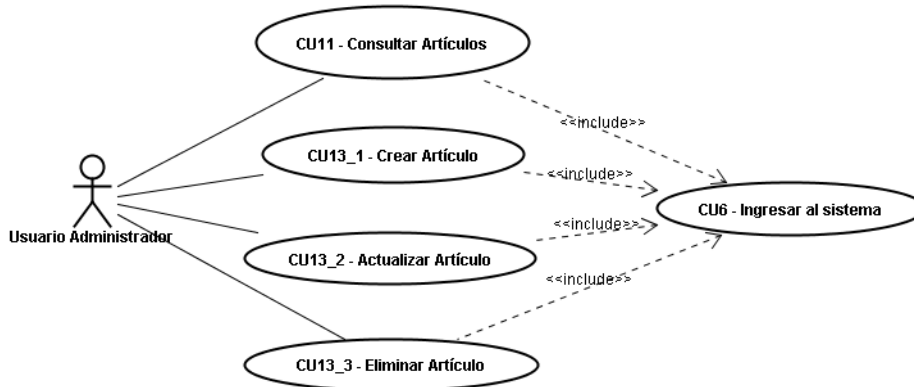 CU11 - Consultar Artículos
<<include>>
CU13_1 - Crear Artículo
<<include>>
CU6 - Ingresar al sistema
Usuario Administrador
<<include>>
CU13_2 - Actualizar Artículo
<<include>>
CU13_3 - Eliminar Artículo